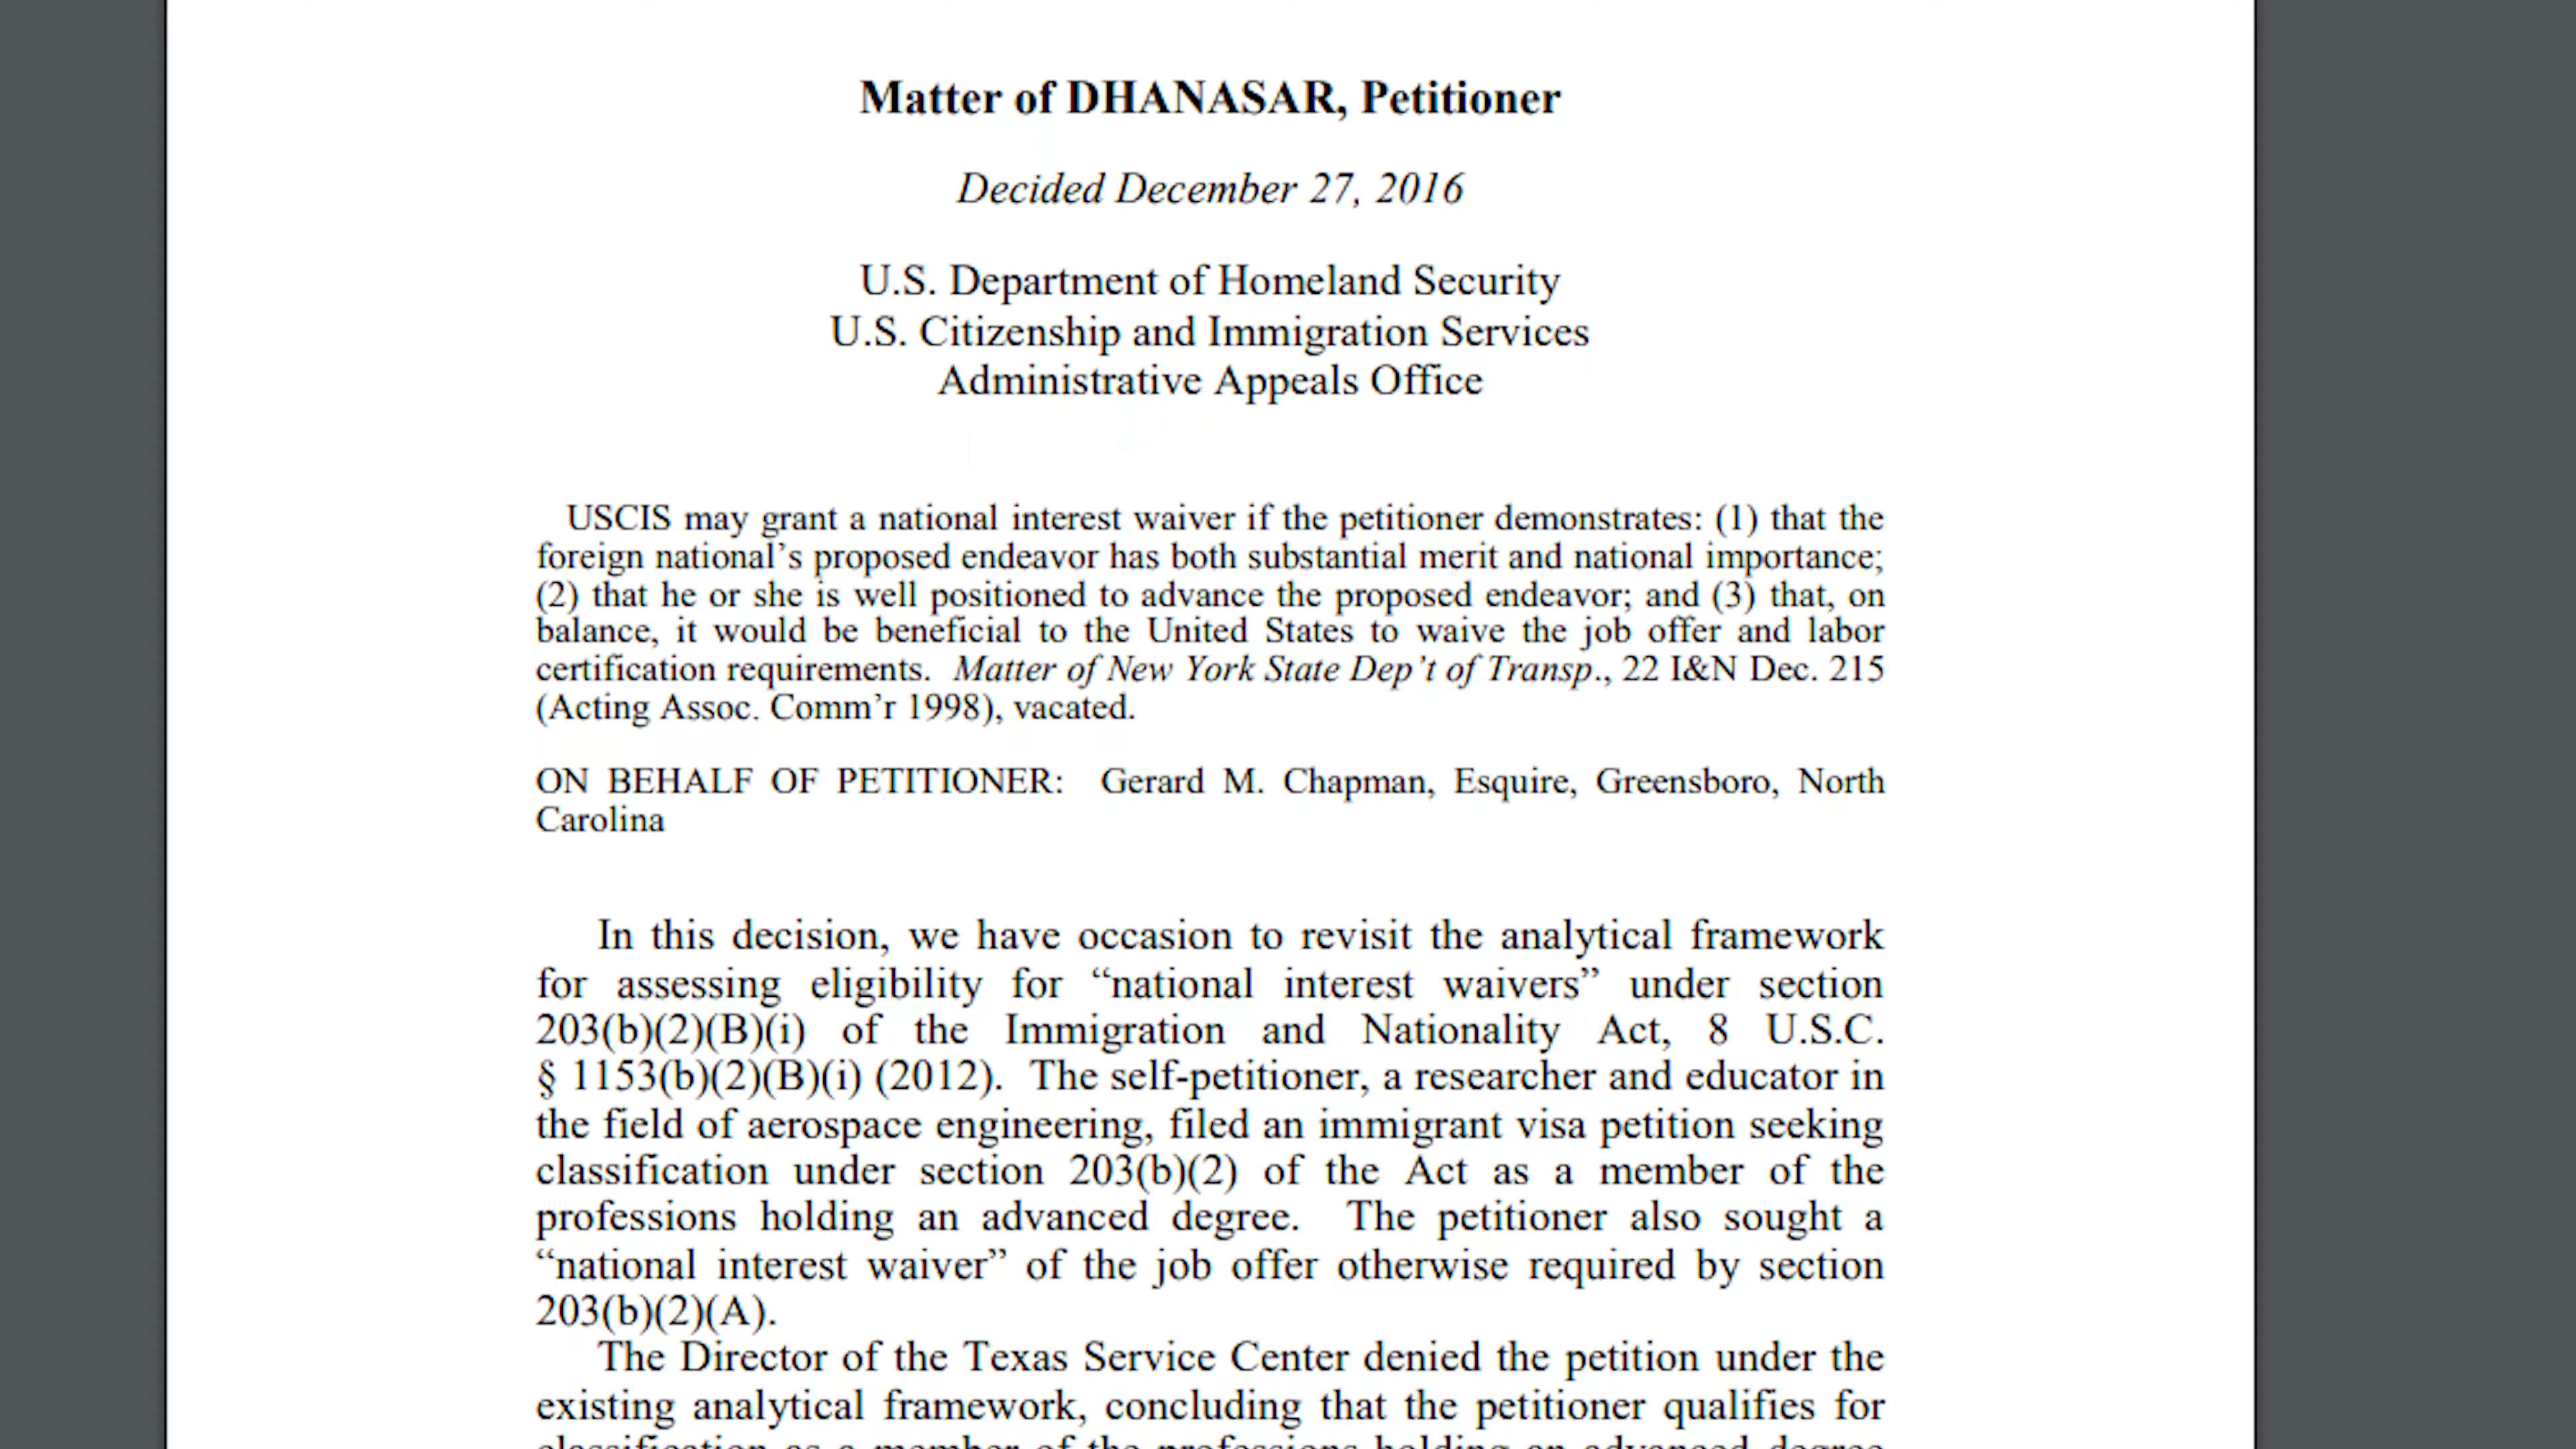 Matter of DHANASAR, Petitioner
Decided December 27, 2016
U.S. Department of Homeland Security
U.S. Citizenship and Immigration Services
Administrative Appeals Office
USCIS may grant a national interest waiver if the petitioner demonstrates: (1) that the
foreign national’s proposed endeavor has both substantial merit and national importance;
(2) that he or she is well positioned to advance the proposed endeavor; and (3) that, on
balance, it would be beneficial to the United States to waive the job offer and labor
certification requirements. Matter of New York State Dep’t of Transp., 22 I&N Dec. 215
(Acting Assoc. Comm’r 1998), vacated.
ON BEHALF OF PETITIONER: Gerard M. Chapman, Esquire, Greensboro, North
Carolina
In this decision, we have occasion to revisit the analytical framework
for assessing eligibility for “national interest waivers” under section
203(b)(2)(B)(i) of the Immigration and Nationality Act, 8 U.S.C.
§ 1153(b)(2)(B)(i) (2012). The self-petitioner, a researcher and educator in
the field of aerospace engineering, filed an immigrant visa petition seeking
classification under section 203(b)(2) of the Act as a member of the
professions holding an advanced degree. The petitioner also sought a
“national interest waiver” of the job offer otherwise required by section
203(b)(2)(A).
The Director of the Texas Service Center denied the petition under the
existing analytical framework, concluding that the petitioner qualifies for
classification as a member of the professions holding an advanced degree